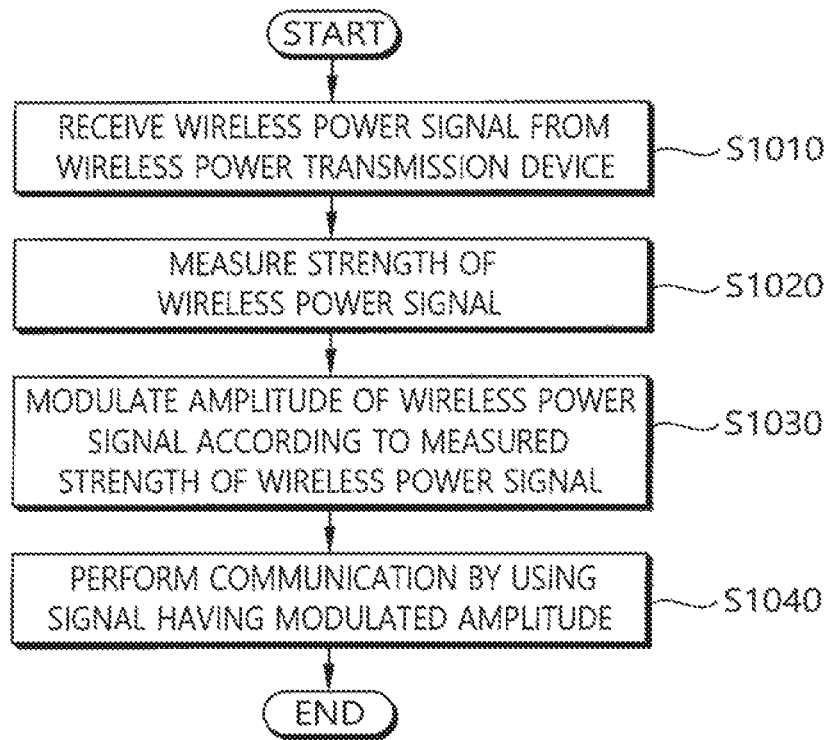 START
RECEIVE WIRELESS POWER SIGNAL FROM
WIRELESS POWER TRANSMISSION DEVICE
S1010
MEASURE STRENGTH OF
WIRELESS POWER SIGNAL
S1020
MODULATE AMPLITUDE OF WIRELESS POWER
SIGNAL ACCORDING TO MEASURED
STRENGTH OF WIRELESS POWER SIGNAL
S1030
PERFORM COMMUNICATION BY USING
SIGNAL HAVING MODULATED AMPLITUDE
S1040
END